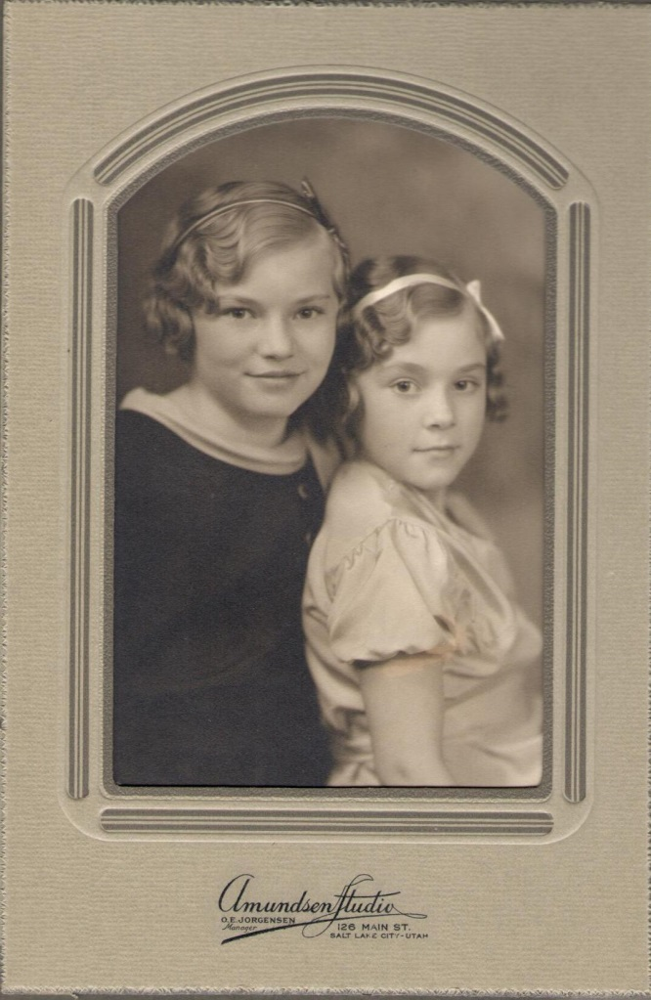 Amundsen Studio
O.E. JORGENSEN
Manager
126 MAIN ST.
SALT LAKE CITY-UTAH